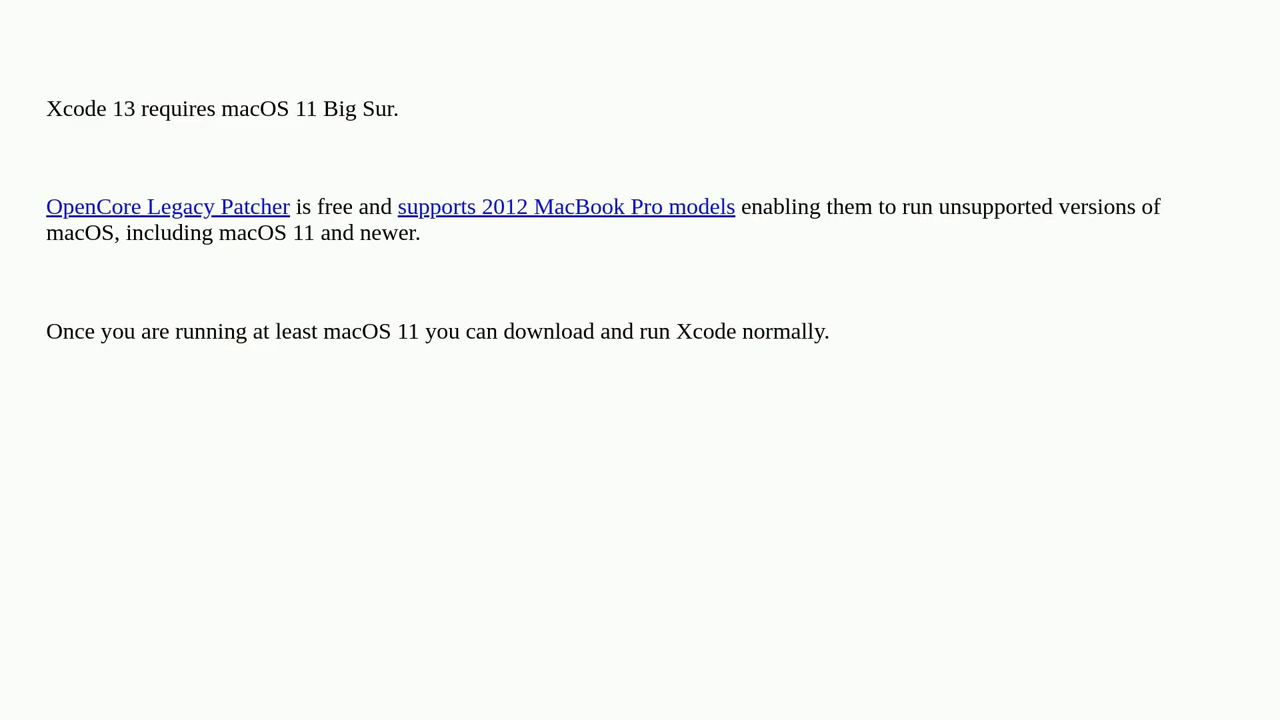 Xcode 13 requires macOS 11 Big Sur.
OpenCore Legacy Patcher is free and supports 2012 MacBook Pro models enabling them to run unsupported versions of
macOS, including macOS 11 and newer.
Once you are running at least macOS 11 you can download and run Xcode normally.